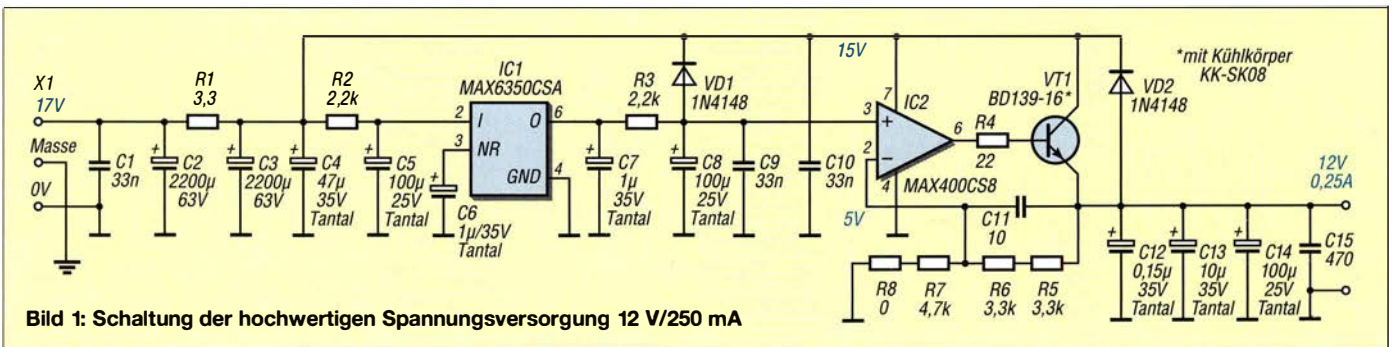 X1
17V
Masse
0V
C1
33n
C2
2200µ
63V
R1
3,3
C3
2200µ
63V
C4
47µ
35V
Tantal
R2
2,2k
C5
100µ
25V
Tantal
IC1
MAX6350CSA
2
I
O
6
3
NR
GND
4
C6
1µ/35V
Tantal
C7
1µ
35V
Tantal
R3
2,2k
VD1
1N4148
C8
100µ
25V
Tantal
C9
33n
C10
33n
15V
7
IC2
3
+
2
−
6
4
MAX400CS8
5V
R4
22
VT1
BD139-16*
VD2
1N4148
*mit Kühlkörper
KK-SK08
C11
10
R8
0
R7
4,7k
R6
3,3k
R5
3,3k
12V
0,25A
C12
0,15µ
35V
Tantal
C13
10µ
35V
Tantal
C14
100µ
25V
Tantal
C15
470
Bild 1: Schaltung der hochwertigen Spannungsversorgung 12 V/250 mA